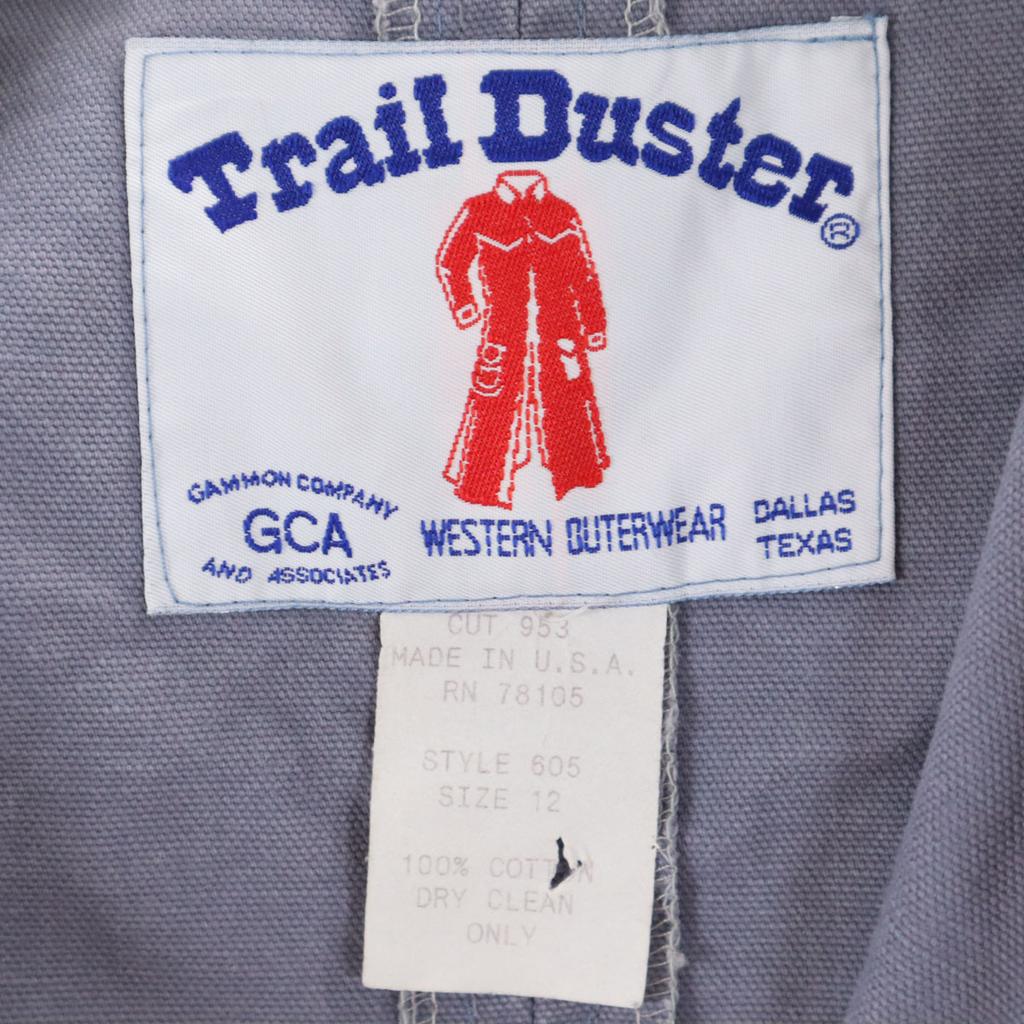 Trail Duster®
GAMMON COMPANY
GCA
AND ASSOCIATES
WESTERN OUTERWEAR
DALLAS
TEXAS
CUT 953
MADE IN U.S.A.
RN 78105
STYLE 605
SIZE 12
100% COTTON
DRY CLEAN
ONLY